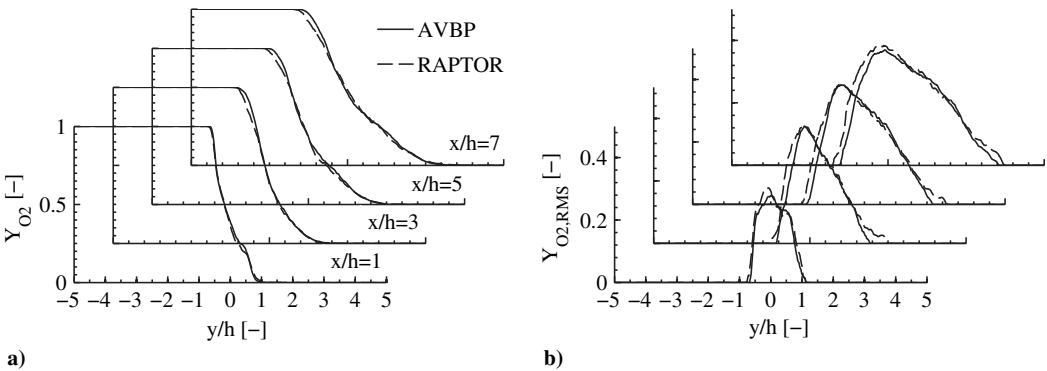 AVBP
RAPTOR
x/h=7
x/h=5
x/h=3
x/h=1
1
0.5
0
Y_O2 [−]
−5 −4 −3 −2 −1 0 1 2 3 4 5
y/h [−]
a)
0.4
0.2
0
Y_O2,RMS [−]
−5 −4 −3 −2 −1 0 1 2 3 4 5
y/h [−]
b)